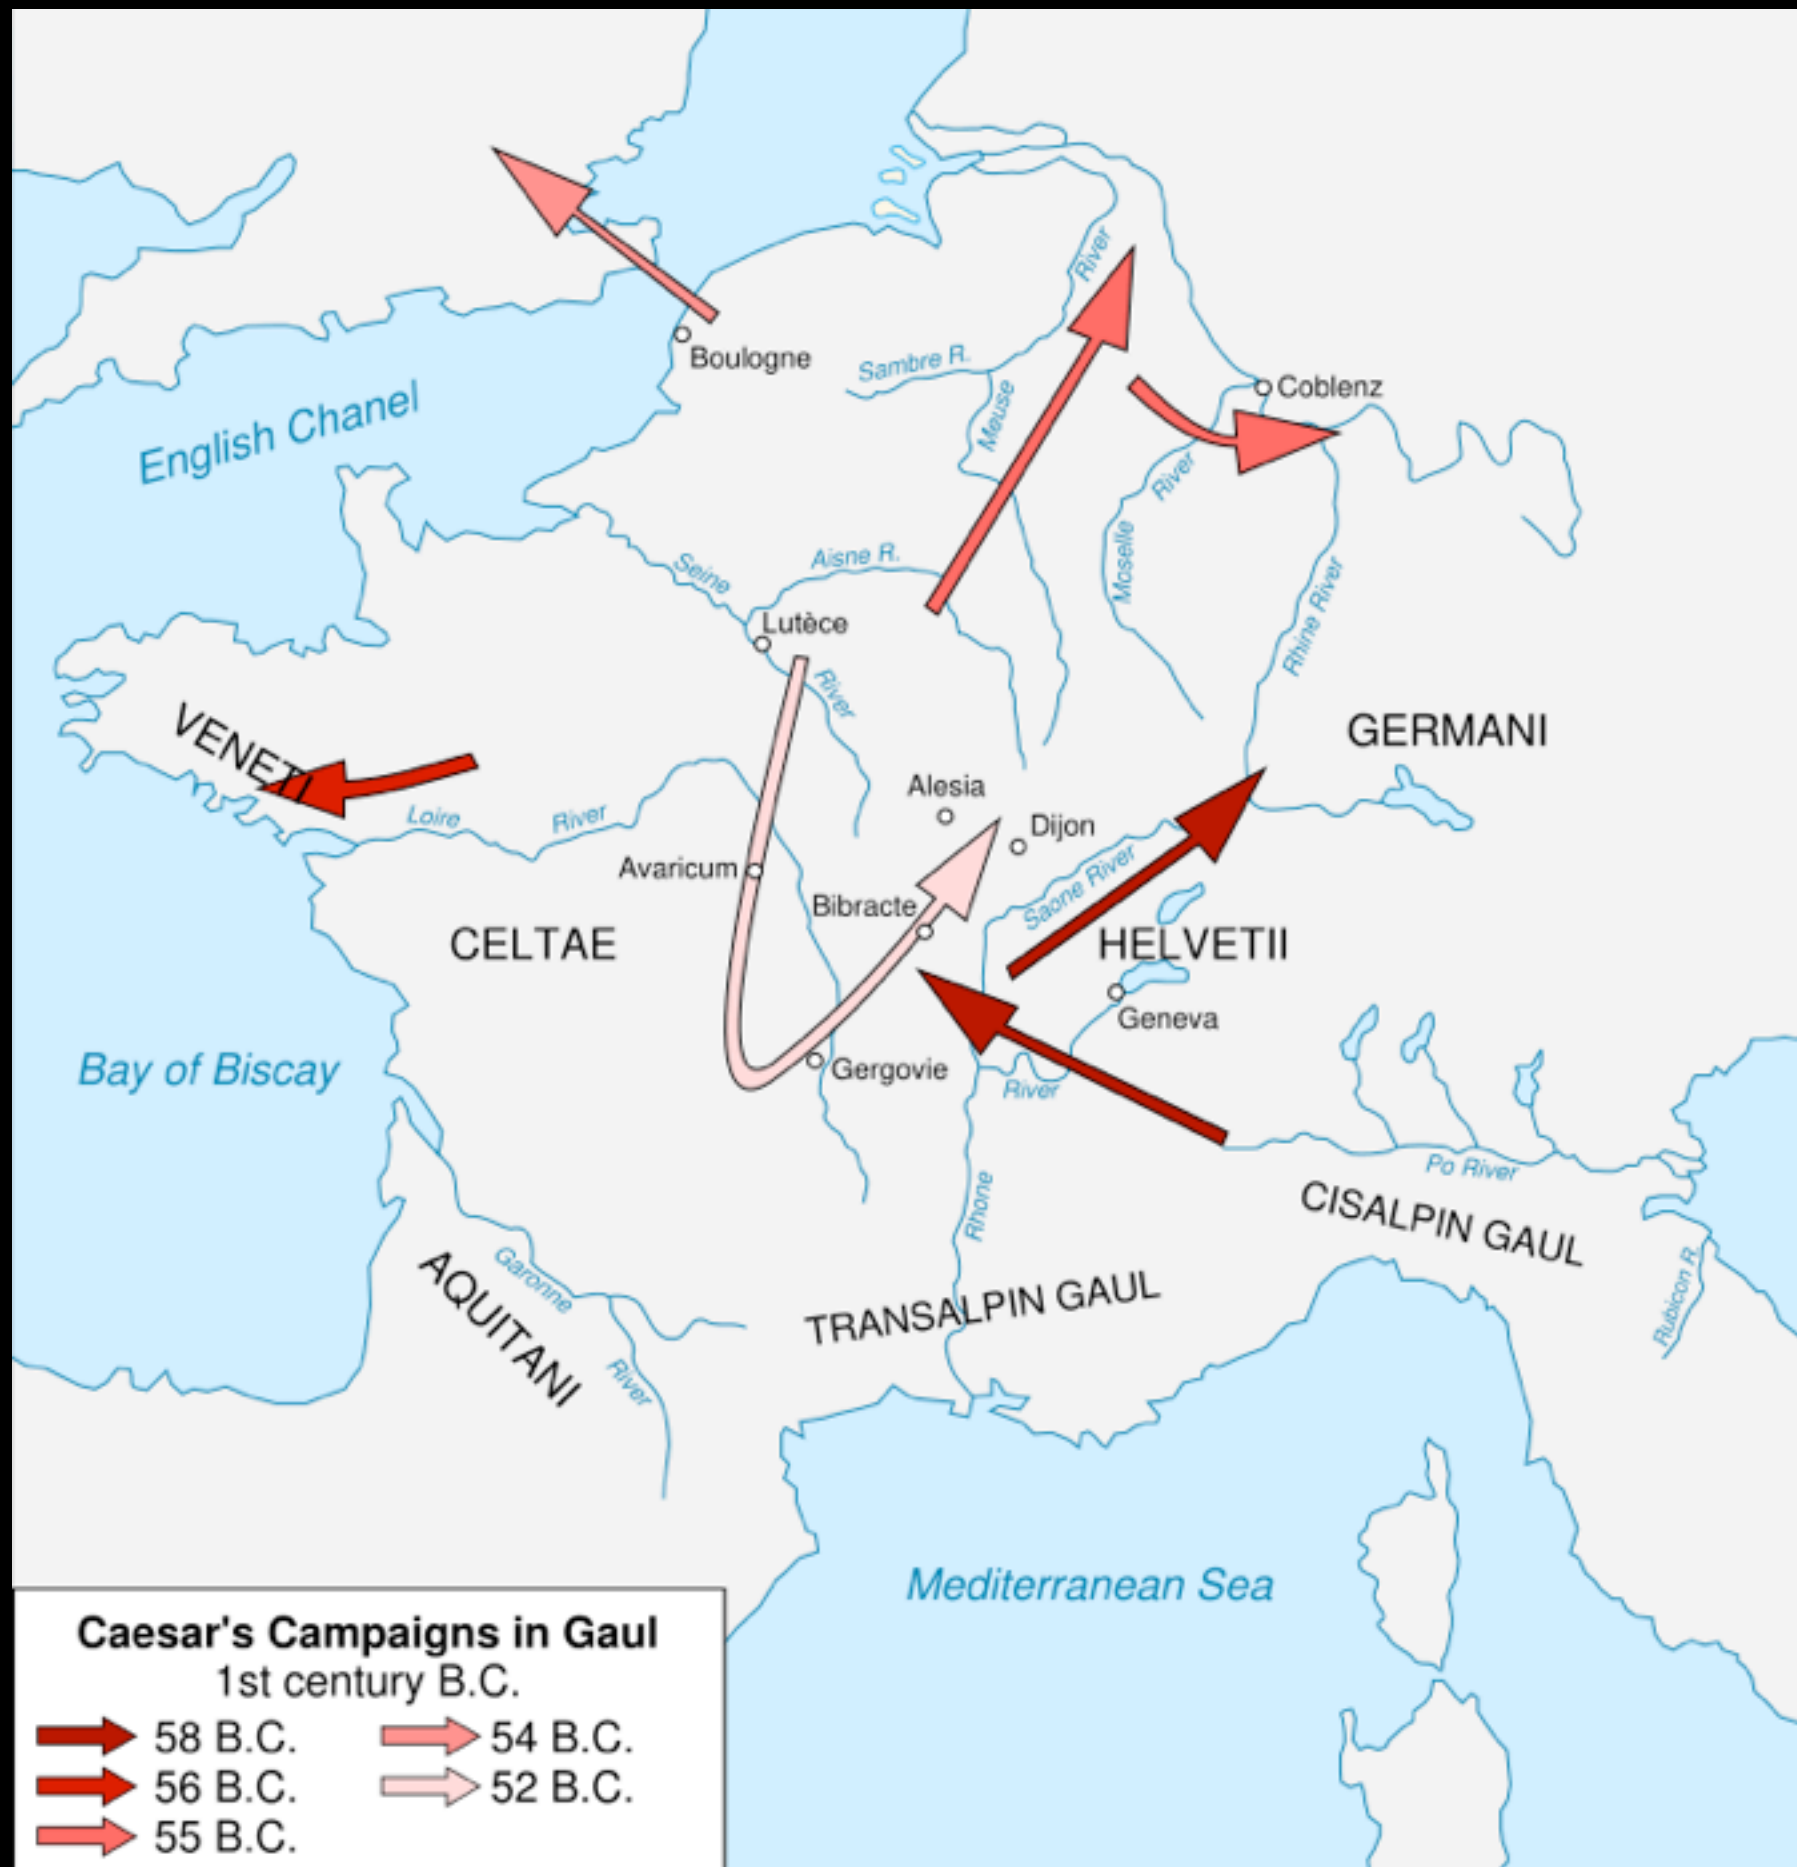 River
Boulogne
Sambre R.
Coblenz
English Chanel
Meuse
River
Moselle
Aisne R.
Seine
Rhine River
Lutèce
River
VENETI
GERMANI
Alesia
Loire
River
Dijon
Avaricum
Saone River
Bibracte
CELTAE
HELVETII
Geneva
Bay of Biscay
Gergovie
River
Po River
Rhone
CISALPIN GAUL
Garonne
AQUITANI
TRANSALPIN GAUL
Rubicon R.
River
Mediterranean Sea
Caesar's Campaigns in Gaul
1st century B.C.
58 B.C.
56 B.C.
55 B.C.
54 B.C.
52 B.C.